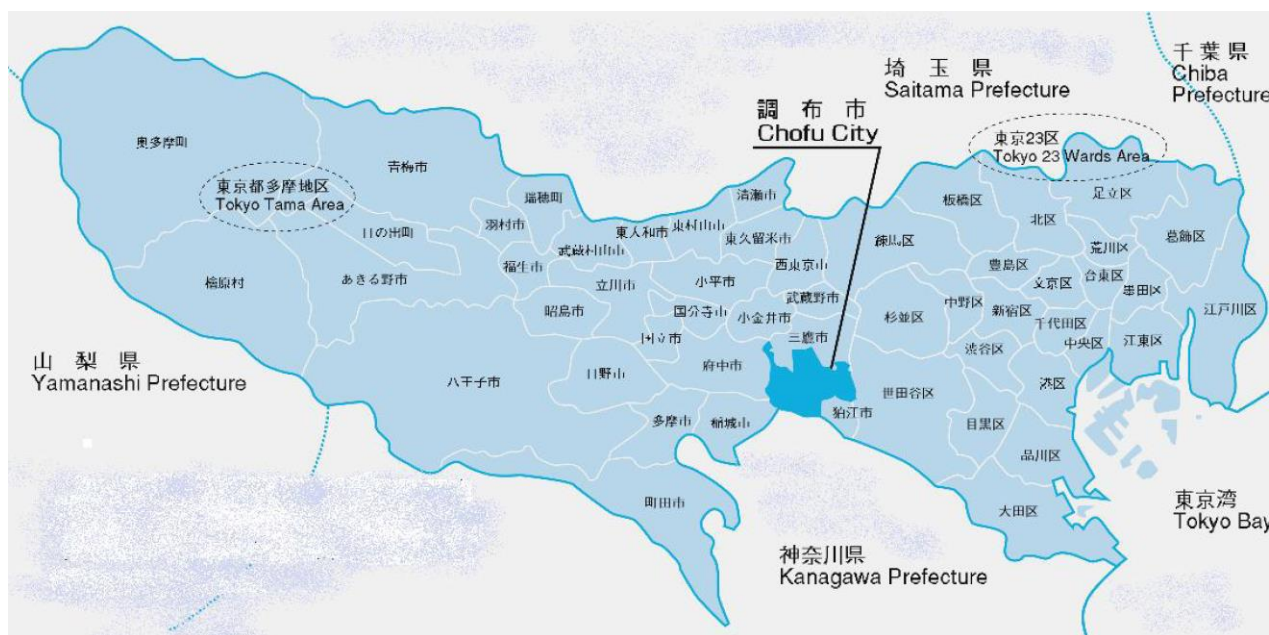 千葉県
Chiba
Prefecture
埼玉県
Saitama Prefecture
調布市
Chofu City
東京23区
Tokyo 23 Wards Area
奥多摩町
青梅市
東京都多摩地区
Tokyo Tama Area
瑞穂町
清瀬市
板橋区
足立区
北区
羽村市
東大和市
東村山市
東久留米市
練馬区
荒川区
葛飾区
日の出町
武蔵村山市
福生市
西東京市
豊島区
文京区
台東区
墨田区
檜原村
あきる野市
立川市
小平市
武蔵野市
中野区
新宿区
江戸川区
昭島市
国分寺市
小金井市
杉並区
千代田区
国立市
三鷹市
渋谷区
中央区
江東区
山梨県
Yamanashi Prefecture
八王子市
日野市
府中市
世田谷区
港区
多摩市
稲城市
狛江市
目黒区
品川区
町田市
大田区
東京湾
Tokyo Bay
神奈川県
Kanagawa Prefecture